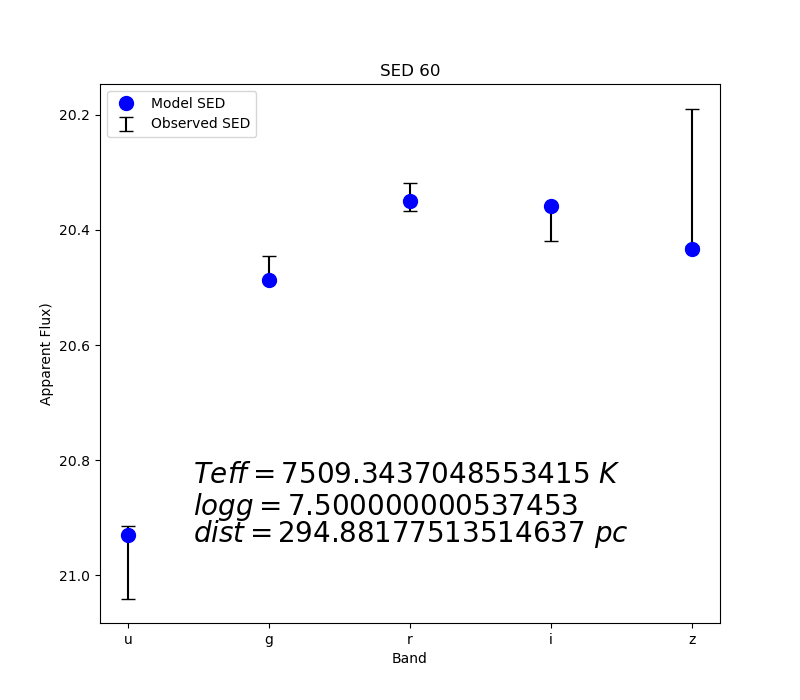 SED 60
Model SED
Observed SED
20.2
20.4
20.6
20.8
21.0
Apparent Flux)
Teff = 7509.3437048553415 K
logg = 7.500000000537453
dist = 294.88177513514637 pc
u g r i z
Band